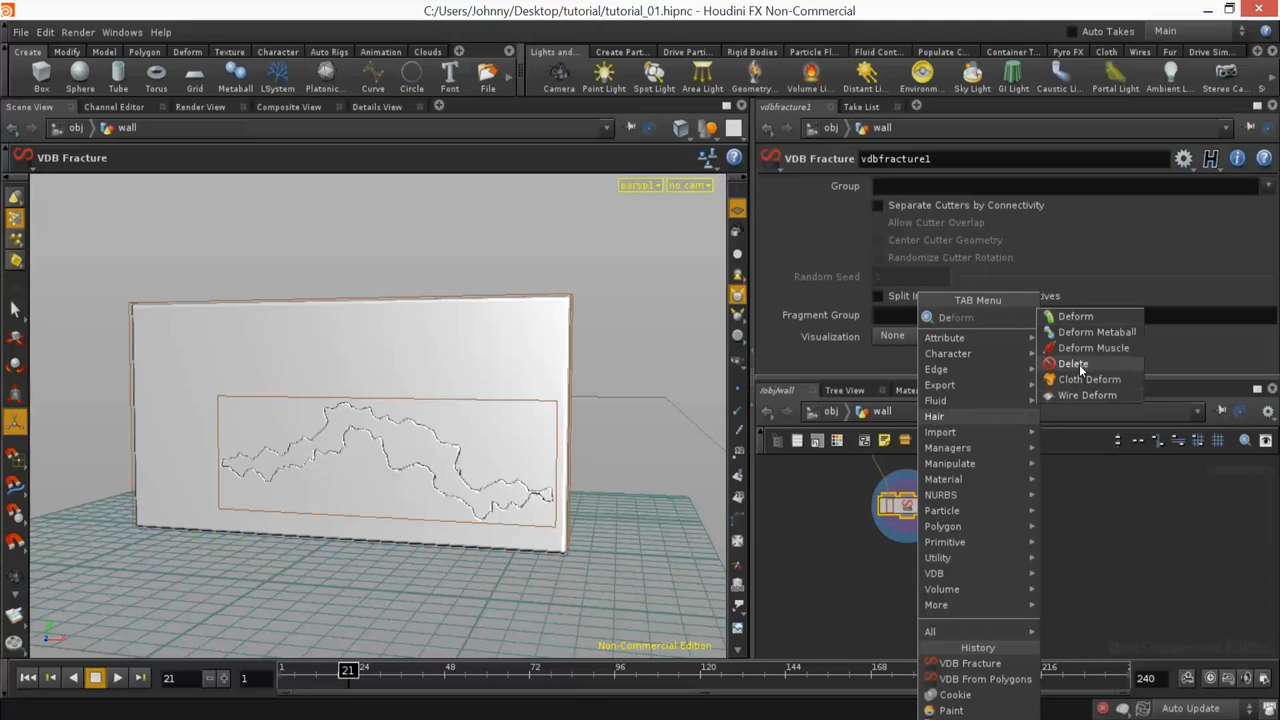 C:/Users/Johnny/Desktop/tutorial/tutorial_01.hipnc - Houdini FX Non-Commercial
File Edit Render Windows Help Auto Takes Main
Create Modify Model Polygon Deform Texture Character Auto Rigs Animation Clouds Lights and... Create Part... Drive Parti... Rigid Bodies Particle Fl... Fluid Cont... Populate C... Container T... Pyro FX Cloth Wires Fur Drive Sim...
Box Sphere Tube Torus Grid Metaball LSystem Platonic... Curve Circle Font File Camera Point Light Spot Light Area Light Geometry... Volume Li... Distant Li... Environm... Sky Light GI Light Caustic Li... Portal Light Ambient L... Stereo Ca...
Scene View Channel Editor Render View Composite View Details View vdbfracture1 Take List
obj wall obj wall
VDB Fracture VDB Fracture vdbfracture1
persp1 no cam
Group
Separate Cutters by Connectivity
Allow Cutter Overlap
Center Cutter Geometry
Randomize Cutter Rotation
Random Seed 1
Split In
TAB Menu
Fragment Group
Deform
Visualization None
Attribute
Character
Edge
Export
Fluid
Hair
Import
Managers
Manipulate
Material
NURBS
Particle
Polygon
Primitive
Utility
VDB
Volume
More
All
History
VDB Fracture
VDB From Polygons
Cookie
Paint
Deform
Deform Metaball
Deform Muscle
Delete
Cloth Deform
Wire Deform
/obj/wall Tree View
obj wall
Non-Commercial Edition
1 21 24 48 72 96 120 144 168 216
21 1 240
Auto Update